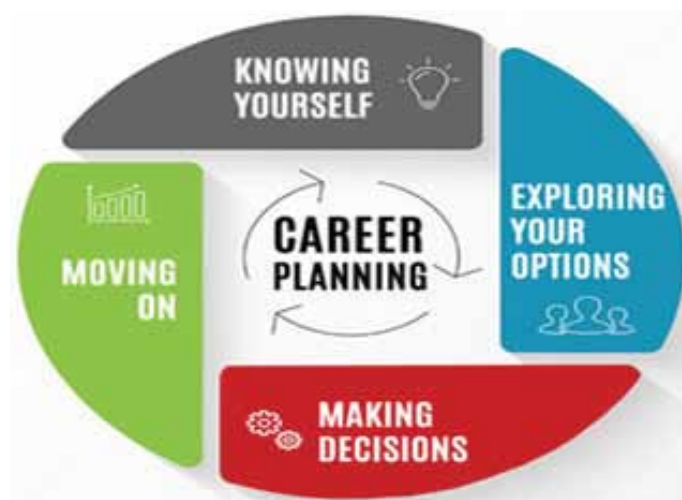 KNOWING
YOURSELF
EXPLORING
YOUR
OPTIONS
MAKING
DECISIONS
MOVING
ON
CAREER
PLANNING